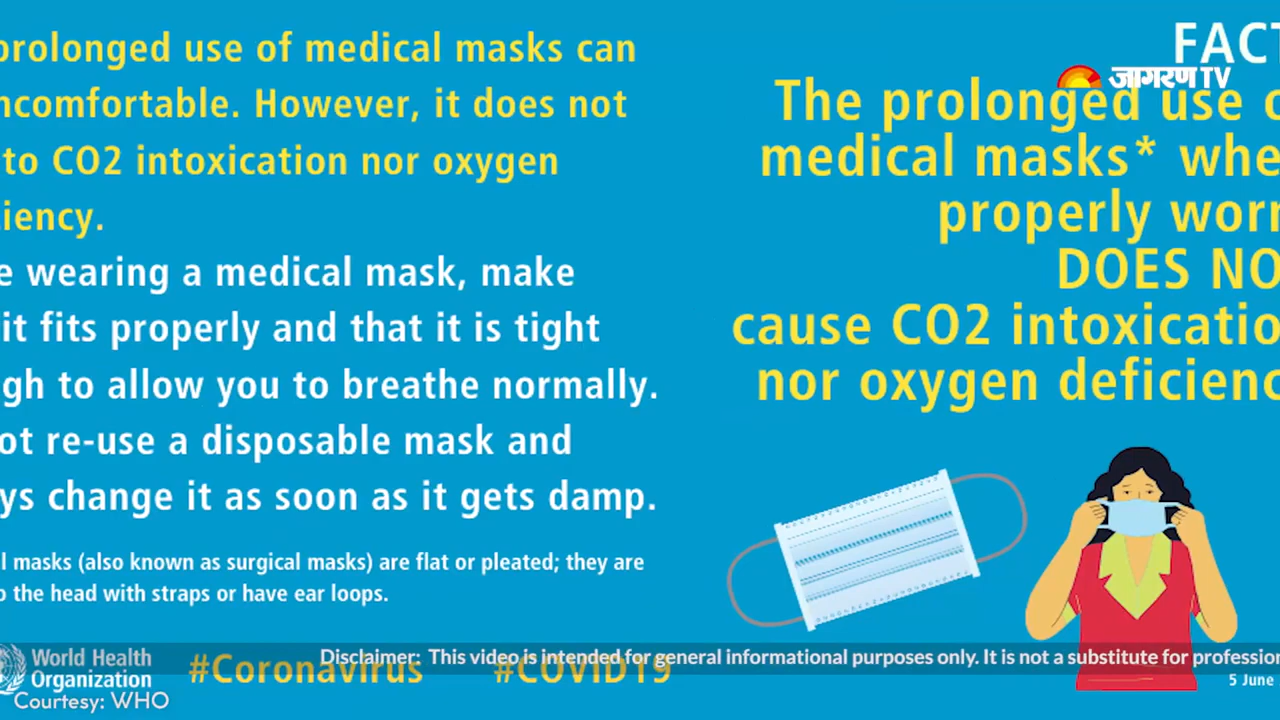 prolonged use of medical masks can
ncomfortable. However, it does not
to CO2 intoxication nor oxygen
iency.
e wearing a medical mask, make
it fits properly and that it is tight
gh to allow you to breathe normally.
ot re-use a disposable mask and
ys change it as soon as it gets damp.
l masks (also known as surgical masks) are flat or pleated; they are
o the head with straps or have ear loops.
FACT
जागरण TV
The prolonged use o
medical masks* whe
properly worn
DOES NO
cause CO2 intoxicatio
nor oxygen deficienc
World Health
Organization
#Coronavirus #COVID19
Disclaimer: This video is intended for general informational purposes only. It is not a substitute for profession
5 June
Courtesy: WHO